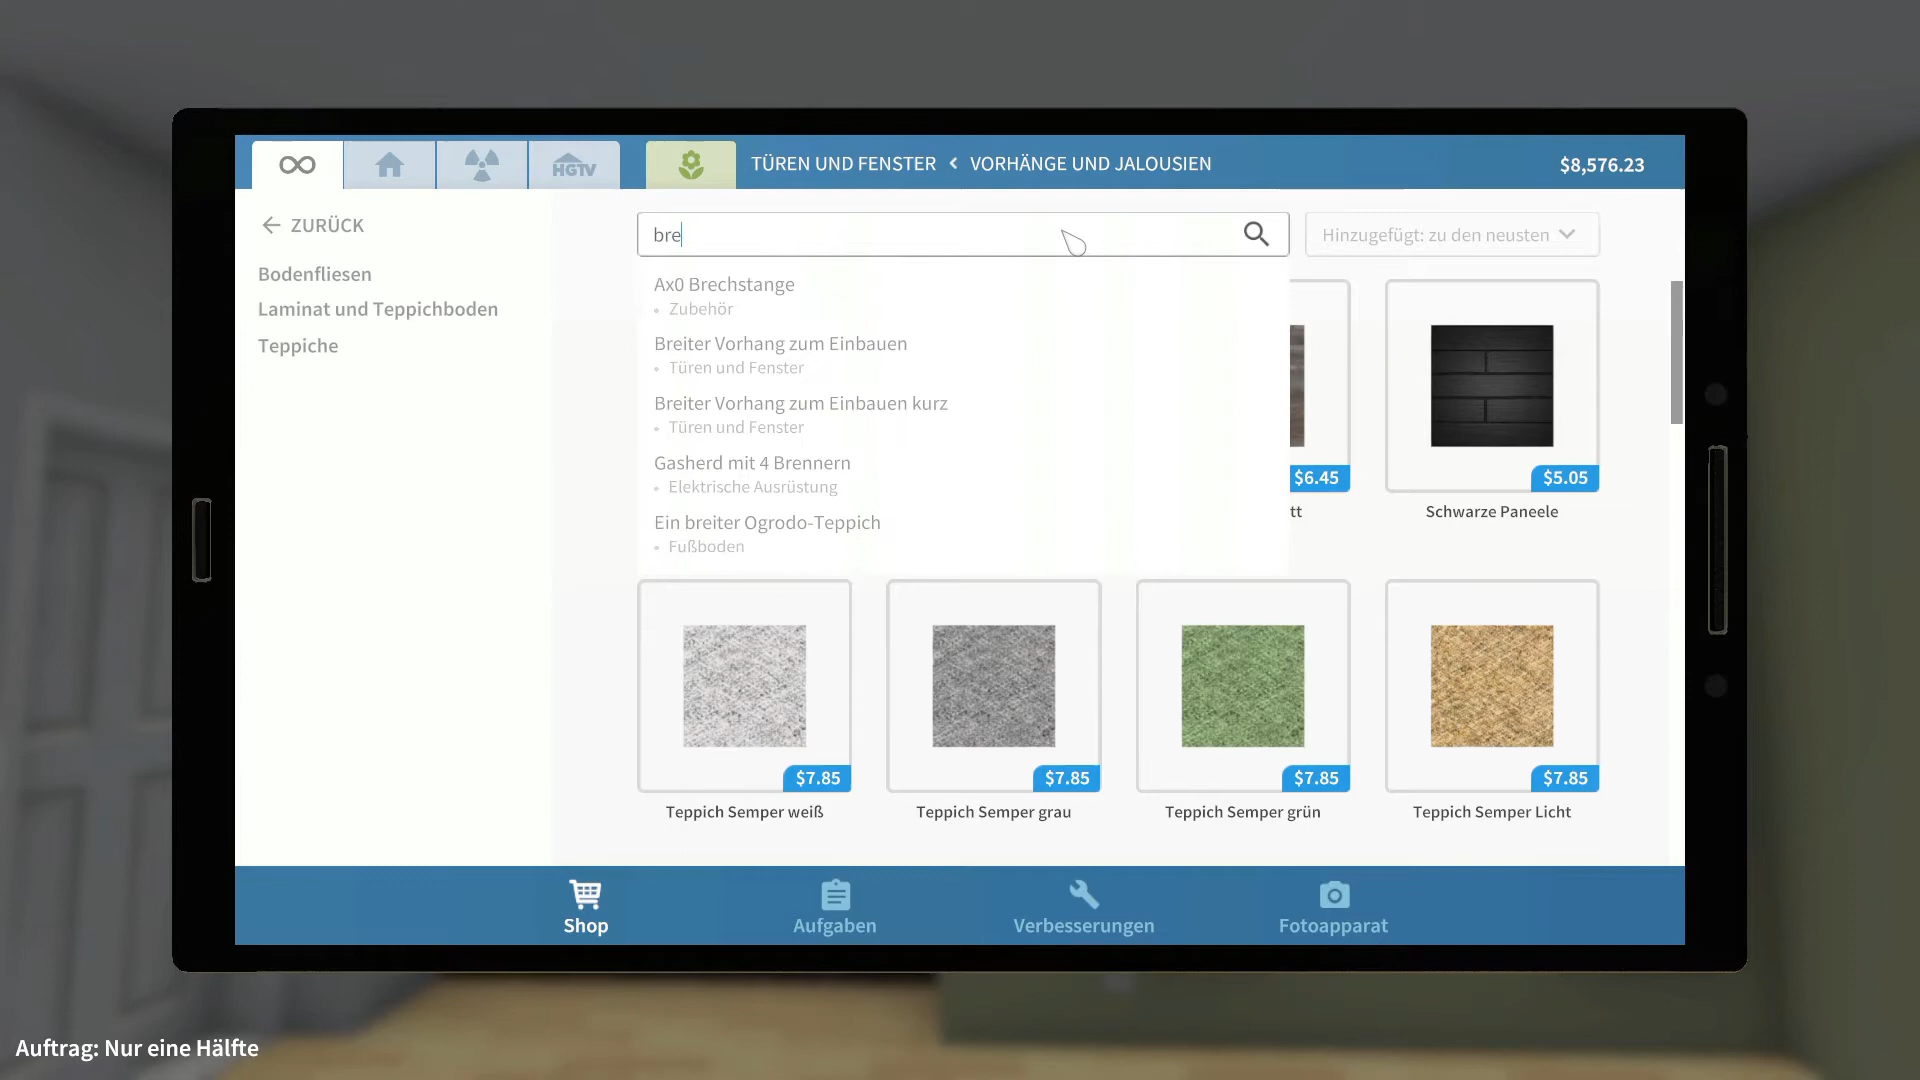 HGTV
TÜREN UND FENSTER < VORHÄNGE UND JALOUSIEN
$8,576.23
ZURÜCK
Bodenfliesen
Laminat und Teppichboden
Teppiche
bre
Hinzugefügt: zu den neusten
Ax0 Brechstange
• Zubehör
Breiter Vorhang zum Einbauen
• Türen und Fenster
Breiter Vorhang zum Einbauen kurz
• Türen und Fenster
Gasherd mit 4 Brennern
• Elektrische Ausrüstung
Ein breiter Ogrodo-Teppich
• Fußboden
$6.45
$5.05
tt
Schwarze Paneele
$7.85
$7.85
$7.85
$7.85
Teppich Semper weiß
Teppich Semper grau
Teppich Semper grün
Teppich Semper Licht
Shop
Aufgaben
Verbesserungen
Fotoapparat
Auftrag: Nur eine Hälfte